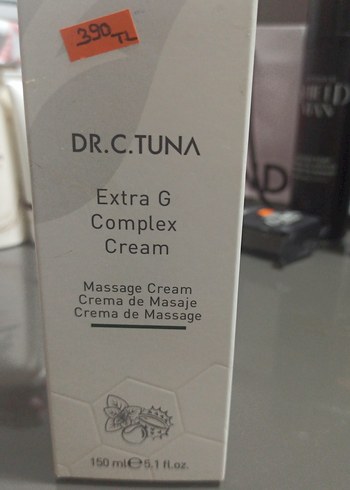 390 TL
DR.C.TUNA
Extra G
Complex
Cream
Massage Cream
Crema de Masaje
Crema de Massage
150 ml ℮ 5.1 fl.oz.
MAN
D